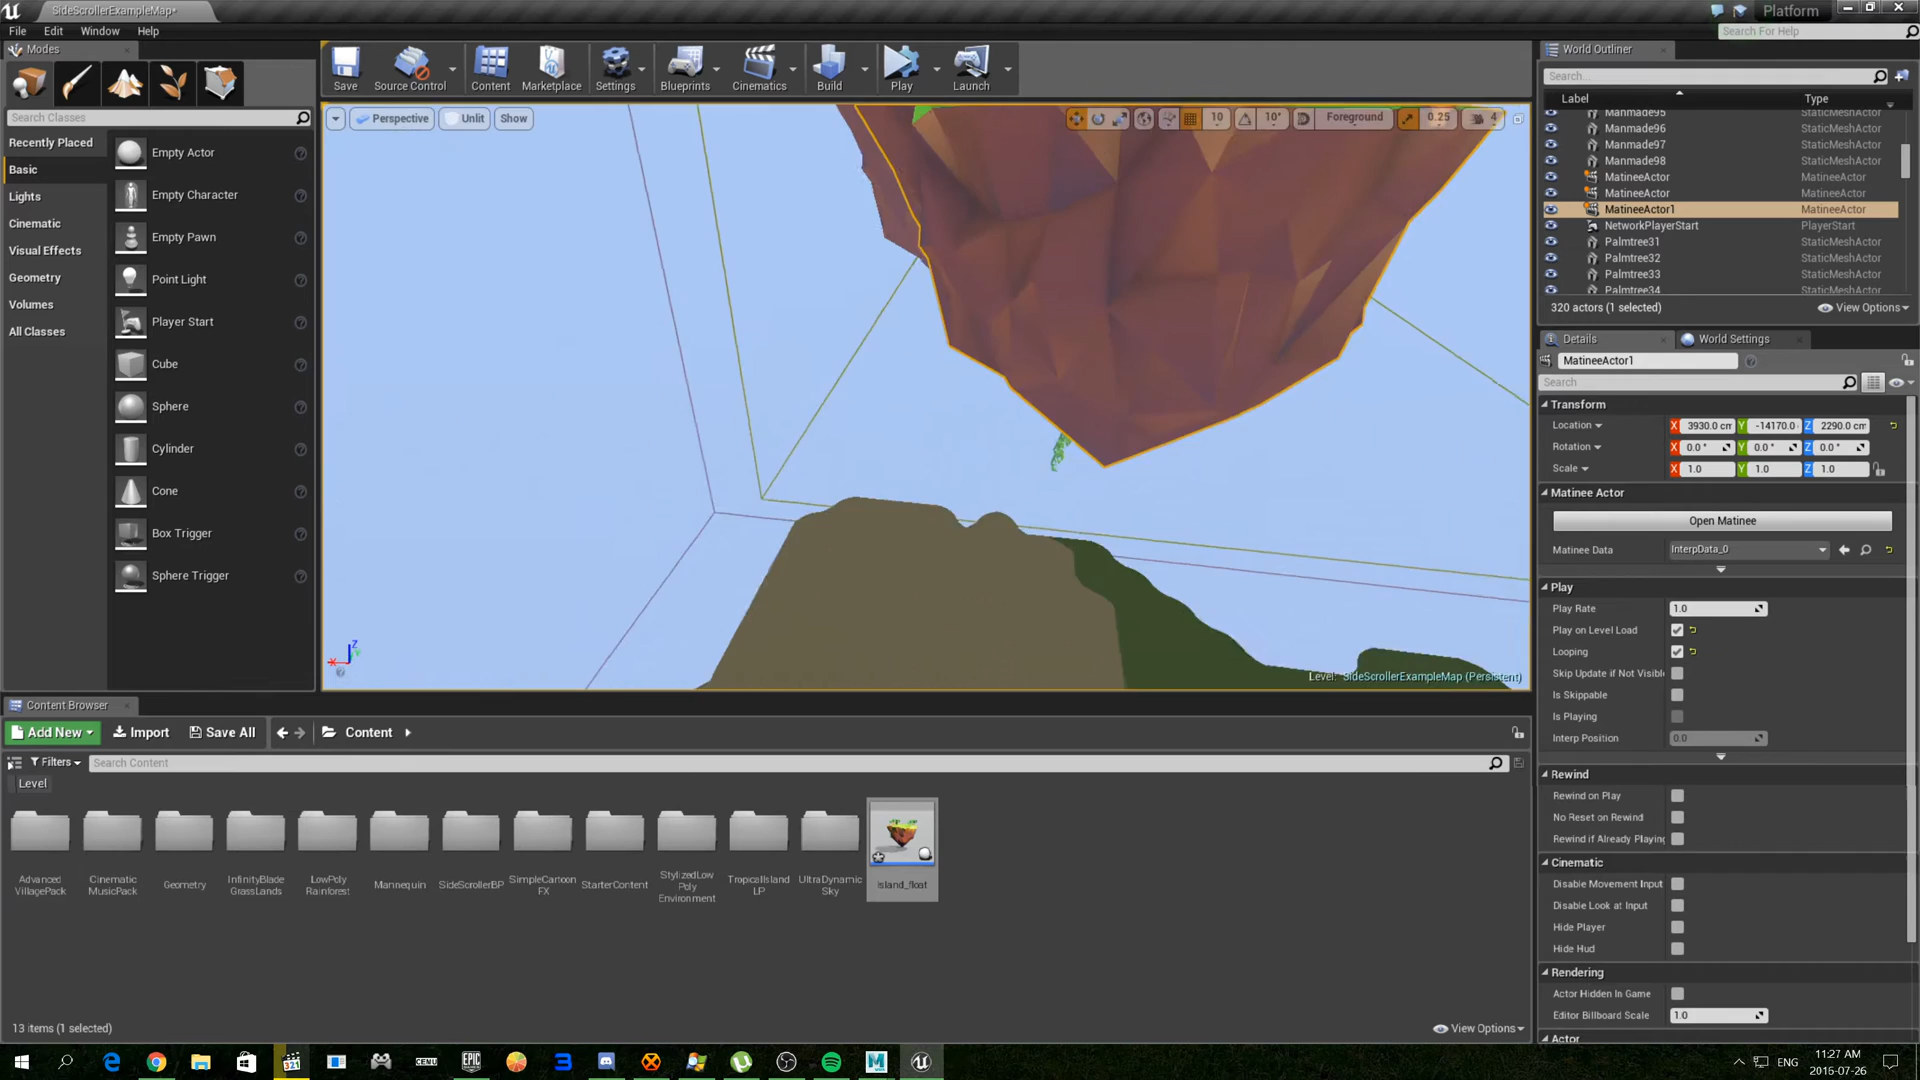 SideScrollerExampleMap*
Platform
File
Edit
Window
Help
Search For Help
Modes
Search Classes
Recently Placed
Basic
Lights
Cinematic
Visual Effects
Geometry
Volumes
All Classes
Empty Actor
Empty Character
Empty Pawn
Point Light
Player Start
Cube
Sphere
Cylinder
Cone
Box Trigger
Sphere Trigger
Save
Source Control
Content
Marketplace
Settings
Blueprints
Cinematics
Build
Play
Launch
Perspective
Unlit
Show
10
10°
Foreground
0.25
4
Z
X
Level: SideScrollerExampleMap (Persistent)
World Outliner
Search...
Label
Type
Manmade95 StaticMeshActor
Manmade96 StaticMeshActor
Manmade97 StaticMeshActor
Manmade98 StaticMeshActor
MatineeActor MatineeActor
MatineeActor MatineeActor
MatineeActor1 MatineeActor
NetworkPlayerStart PlayerStart
Palmtree31 StaticMeshActor
Palmtree32 StaticMeshActor
Palmtree33 StaticMeshActor
Palmtree34 StaticMeshActor
320 actors (1 selected)
View Options
Details
World Settings
MatineeActor1
Search
Transform
Location X 3930.0 cm Y -14170.0 Z 2290.0 cm
Rotation X 0.0° Y 0.0° Z 0.0°
Scale X 1.0 Y 1.0 Z 1.0
Matinee Actor
Open Matinee
Matinee Data InterpData_0
Play
Play Rate 1.0
Play on Level Load
Looping
Skip Update if Not Visibl
Is Skippable
Is Playing
Interp Position 0.0
Rewind
Rewind on Play
No Reset on Rewind
Rewind if Already Playing
Cinematic
Disable Movement Input
Disable Look at Input
Hide Player
Hide Hud
Rendering
Actor Hidden In Game
Editor Billboard Scale 1.0
Actor
Content Browser
Add New
Import
Save All
Content
Filters
Search Content
Level
Advanced VillagePack
Cinematic MusicPack
Geometry
InfinityBlade GrassLands
LowPoly Rainforest
Mannequin
SideScrollerBP
SimpleCartoon FX
StarterContent
StylizedLow Poly Environment
TropicalIsland LP
UltraDynamic Sky
Island_float
13 items (1 selected)
View Options
321
CEMU
EPIC GAMES
ENG
11:27 AM
2016-07-26